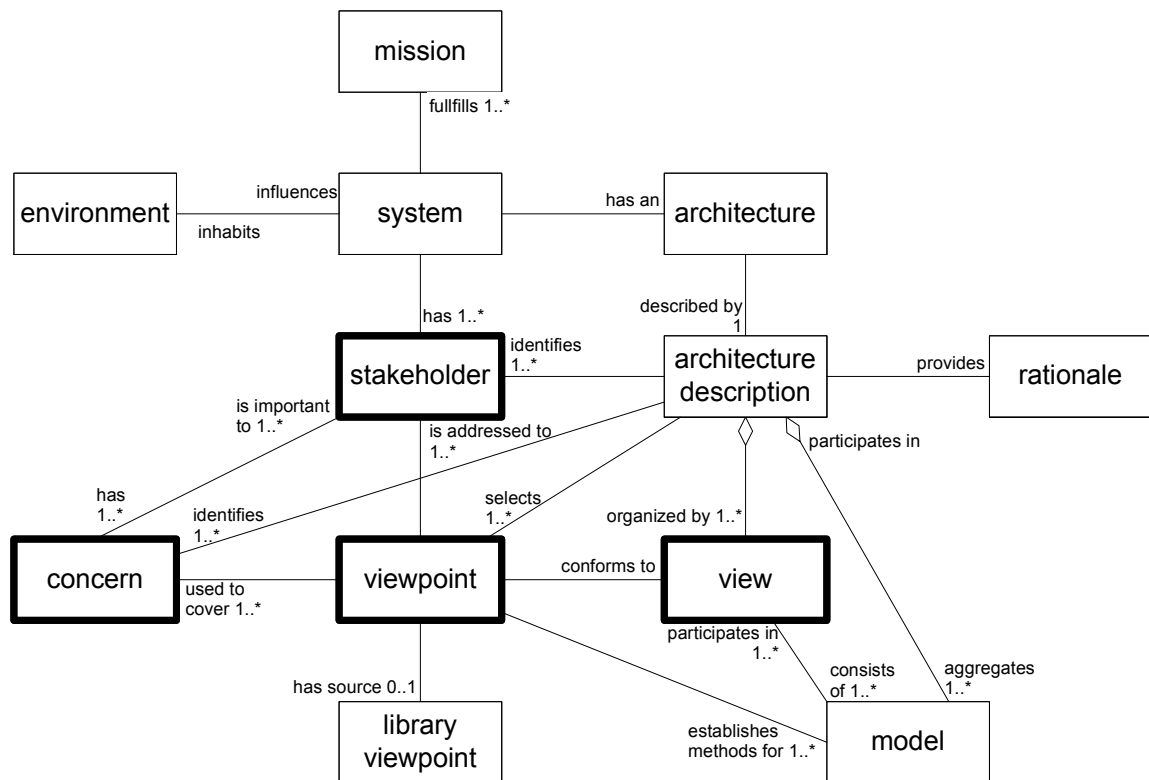 mission
fullfills 1..*
environment
influences
inhabits
system
has an
architecture
has 1..*
described by
1
stakeholder
identifies
1..*
architecture
description
provides
rationale
is important
to 1..*
is addressed to
1..*
participates in
has
1..*
identifies
1..*
selects
1..*
organized by 1..*
concern
used to
cover 1..*
viewpoint
conforms to
view
participates in
1..*
consists
of 1..*
aggregates
1..*
has source 0..1
library
viewpoint
establishes
methods for 1..*
model